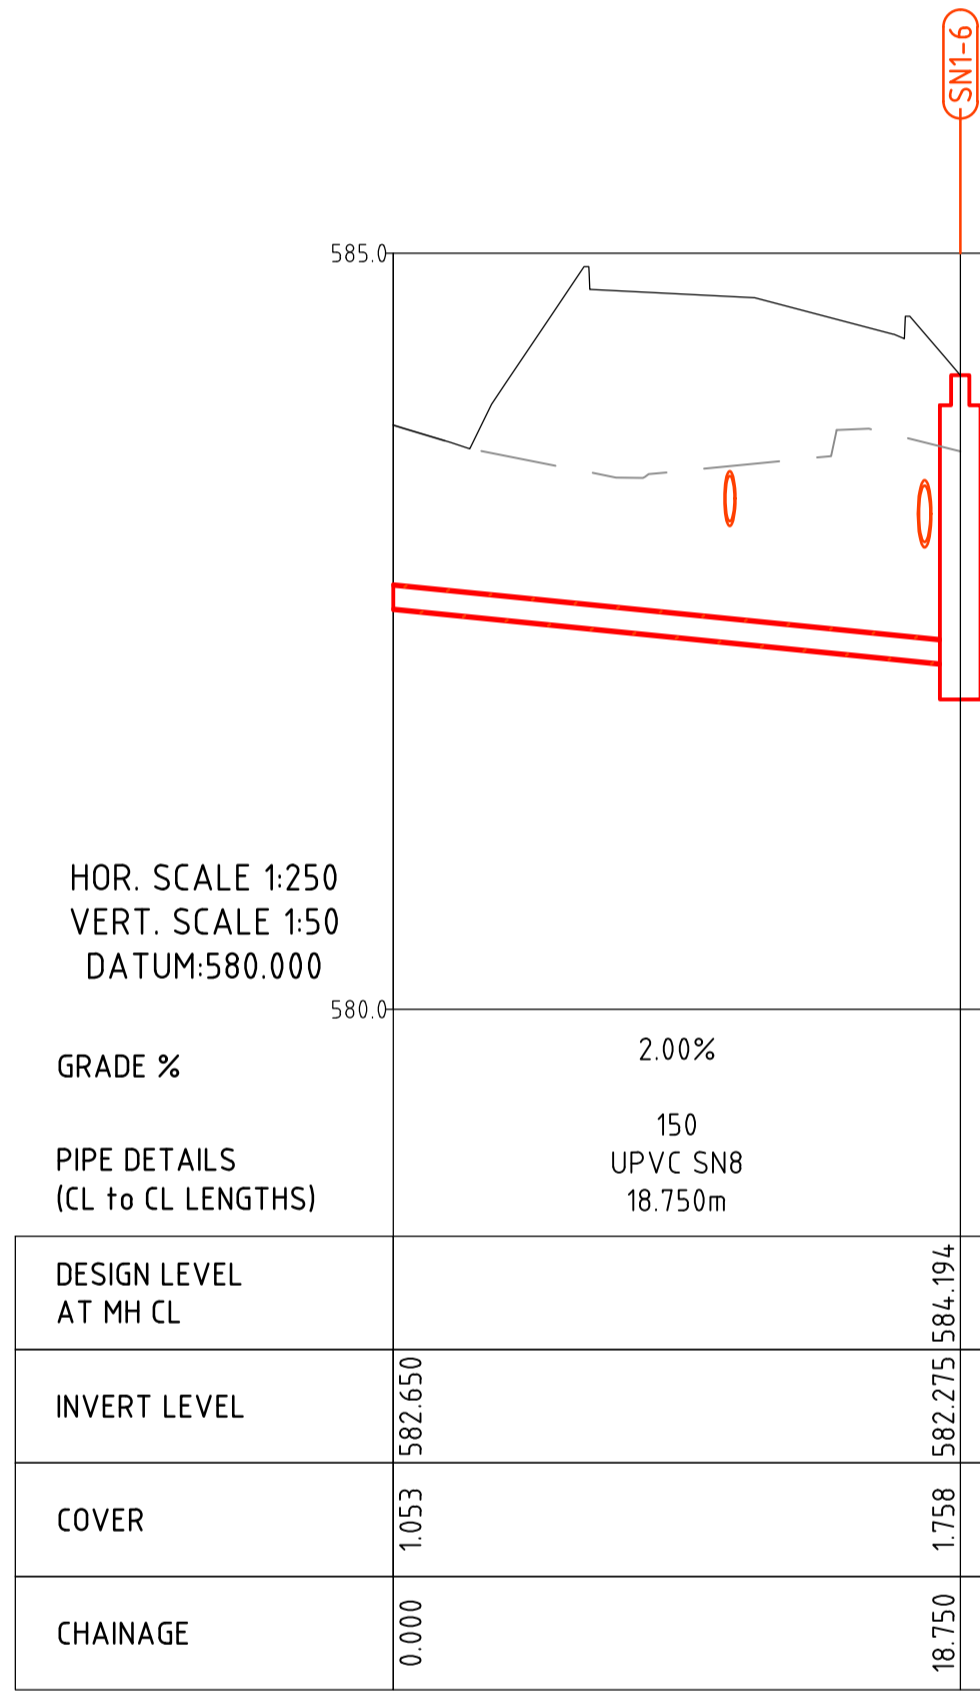 SN1-6
585.0
HOR. SCALE 1:250
VERT. SCALE 1:50
DATUM:580.000
580.0
GRADE %
2.00%
PIPE DETAILS
(CL to CL LENGTHS)
150
UPVC SN8
18.750m
DESIGN LEVEL
AT MH CL
584.194
INVERT LEVEL
582.650
582.275
COVER
1.053
1.758
CHAINAGE
0.000
18.750